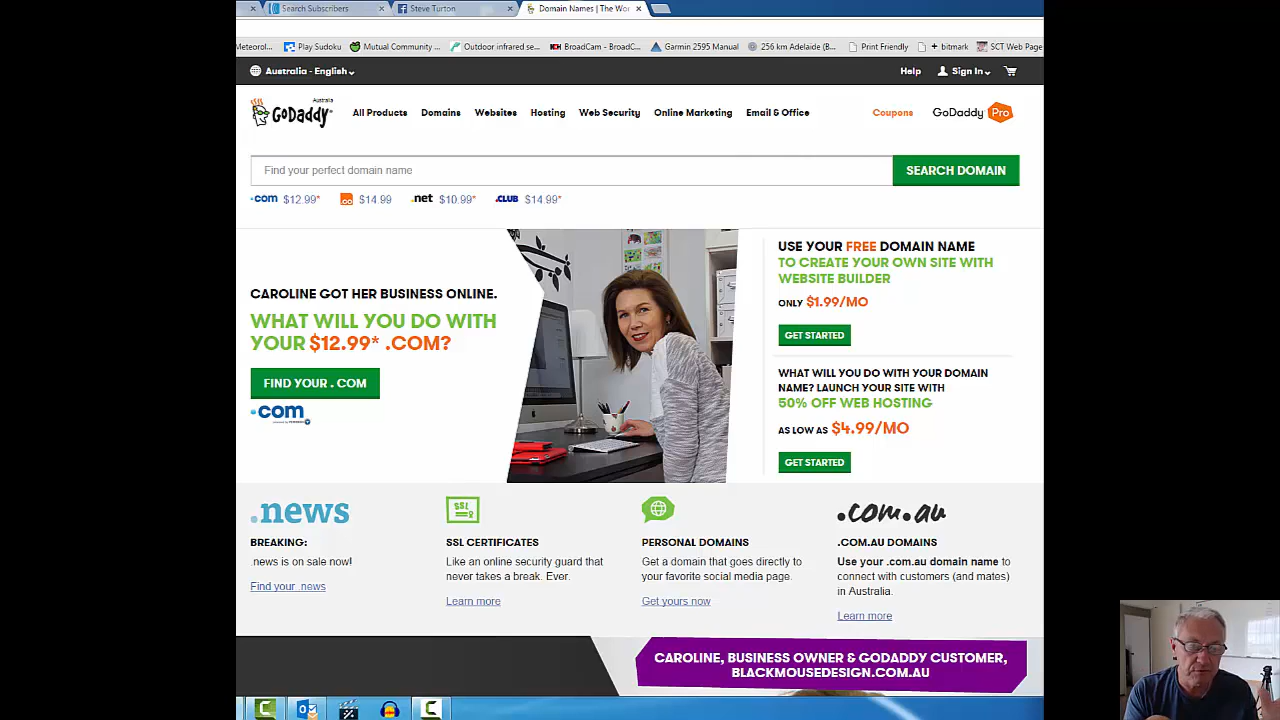 Search Subscribers
Steve Turton
Domain Names | The Wo
Meteorol...
Play Sudoku
Mutual Community ...
Outdoor infrared se...
BroadCam - BroadC...
Garmin 2595 Manual
256 km Adelaide (B...
Print Friendly
+ bitmark
SCT Web Page
Australia - English
Help
Sign In
Australia
GoDaddy
All Products
Domains
Websites
Hosting
Web Security
Online Marketing
Email & Office
Coupons
GoDaddy Pro
Find your perfect domain name
SEARCH DOMAIN
.com $12.99*
$14.99
.net $10.99*
.CLUB $14.99*
CAROLINE GOT HER BUSINESS ONLINE.
WHAT WILL YOU DO WITH
YOUR $12.99* .COM?
FIND YOUR . COM
.com
USE YOUR FREE DOMAIN NAME
TO CREATE YOUR OWN SITE WITH
WEBSITE BUILDER
ONLY $1.99/MO
GET STARTED
WHAT WILL YOU DO WITH YOUR DOMAIN
NAME? LAUNCH YOUR SITE WITH
50% OFF WEB HOSTING
AS LOW AS $4.99/MO
GET STARTED
.news
BREAKING:
.news is on sale now!
Find your .news
SSL
SSL CERTIFICATES
Like an online security guard that
never takes a break. Ever.
Learn more
PERSONAL DOMAINS
Get a domain that goes directly to
your favorite social media page.
Get yours now
.com.au
.COM.AU DOMAINS
Use your .com.au domain name to
connect with customers (and mates)
in Australia.
Learn more
CAROLINE, BUSINESS OWNER & GODADDY CUSTOMER,
BLACKMOUSEDESIGN.COM.AU